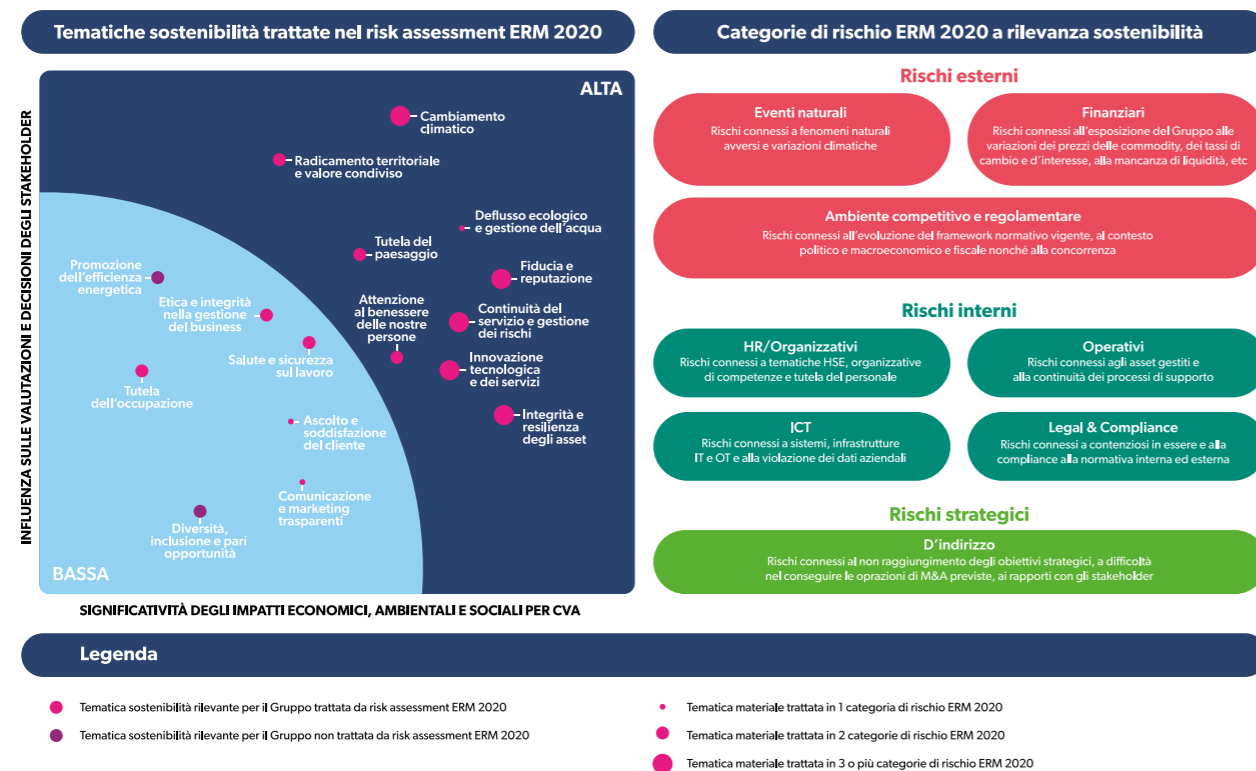 Tematiche sostenibilità trattate nel risk assessment ERM 2020
INFLUENZA SULLE VALUTAZIONI E DECISIONI DEGLI STAKEHOLDER
ALTA
Cambiamento
climatico
Radicamento territoriale
e valore condiviso
Deflusso ecologico
e gestione dell'acqua
Tutela del
paesaggio
Fiducia e
reputazione
Promozione
dell'efficienza
energetica
Etica e integrità
nella gestione
del business
Attenzione
al benessere
delle nostre
persone
Continuità del
servizio e gestione
dei rischi
Salute e sicurezza
sul lavoro
Innovazione
tecnologica
e dei servizi
Tutela
dell'occupazione
Ascolto e
soddisfazione
del cliente
Integrità e
resilienza
degli asset
Comunicazione
e marketing
trasparenti
Diversità,
inclusione e pari
opportunità
BASSA
SIGNIFICATIVITÀ DEGLI IMPATTI ECONOMICI, AMBIENTALI E SOCIALI PER CVA
Categorie di rischio ERM 2020 a rilevanza sostenibilità
Rischi esterni
Eventi naturali
Rischi connessi a fenomeni naturali
avversi e variazioni climatiche
Finanziari
Rischi connessi all'esposizione del Gruppo alle
variazioni dei prezzi delle commodity, dei tassi di
cambio e d'interesse, alla mancanza di liquidità, etc
Ambiente competitivo e regolamentare
Rischi connessi all'evoluzione del framework normativo vigente, al contesto
politico e macroeconomico e fiscale nonché alla concorrenza
Rischi interni
HR/Organizzativi
Rischi connessi a tematiche HSE, organizzative
di competenze e tutela del personale
Operativi
Rischi connessi agli asset gestiti e
alla continuità dei processi di supporto
ICT
Rischi connessi a sistemi, infrastrutture
IT e OT e alla violazione dei dati aziendali
Legal & Compliance
Rischi connessi a contenziosi in essere e alla
compliance alla normativa interna ed esterna
Rischi strategici
D'indirizzo
Rischi connessi al non raggiungimento degli obiettivi strategici, a difficoltà
nel conseguire le oprazioni di M&A previste, ai rapporti con gli stakeholder
Legenda
Tematica sostenibilità rilevante per il Gruppo trattata da risk assessment ERM 2020
Tematica sostenibilità rilevante per il Gruppo non trattata da risk assessment ERM 2020
Tematica materiale trattata in 1 categoria di rischio ERM 2020
Tematica materiale trattata in 2 categorie di rischio ERM 2020
Tematica materiale trattata in 3 o più categorie di rischio ERM 2020